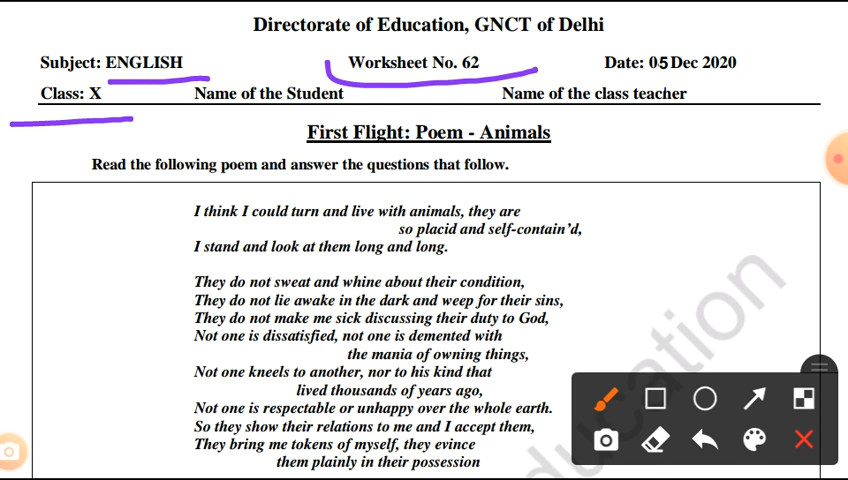 Directorate of Education, GNCT of Delhi
Subject: ENGLISH Worksheet No. 62 Date: 05 Dec 2020
Class: X Name of the Student Name of the class teacher
First Flight: Poem - Animals
Read the following poem and answer the questions that follow.
I think I could turn and live with animals, they are
so placid and self-contain'd,
I stand and look at them long and long.
They do not sweat and whine about their condition,
They do not lie awake in the dark and weep for their sins,
They do not make me sick discussing their duty to God,
Not one is dissatisfied, not one is demented with
the mania of owning things,
Not one kneels to another, nor to his kind that
lived thousands of years ago,
Not one is respectable or unhappy over the whole earth.
So they show their relations to me and I accept them,
They bring me tokens of myself, they evince
them plainly in their possession
ducation